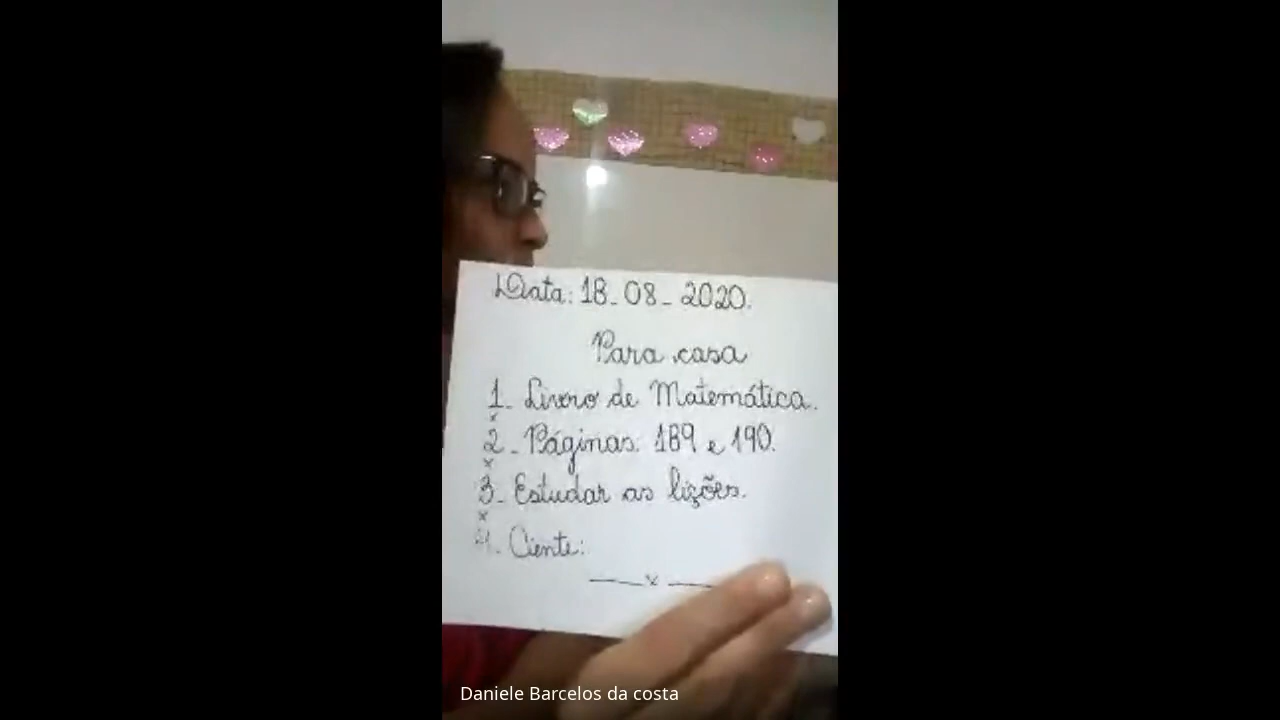 Data: 18-08-2020.
Para casa
1- Livro de Matemática.
x
2- Páginas: 189 e 190.
x
3- Estudar as lições.
x
4- Ciente:
x
Daniele Barcelos da costa